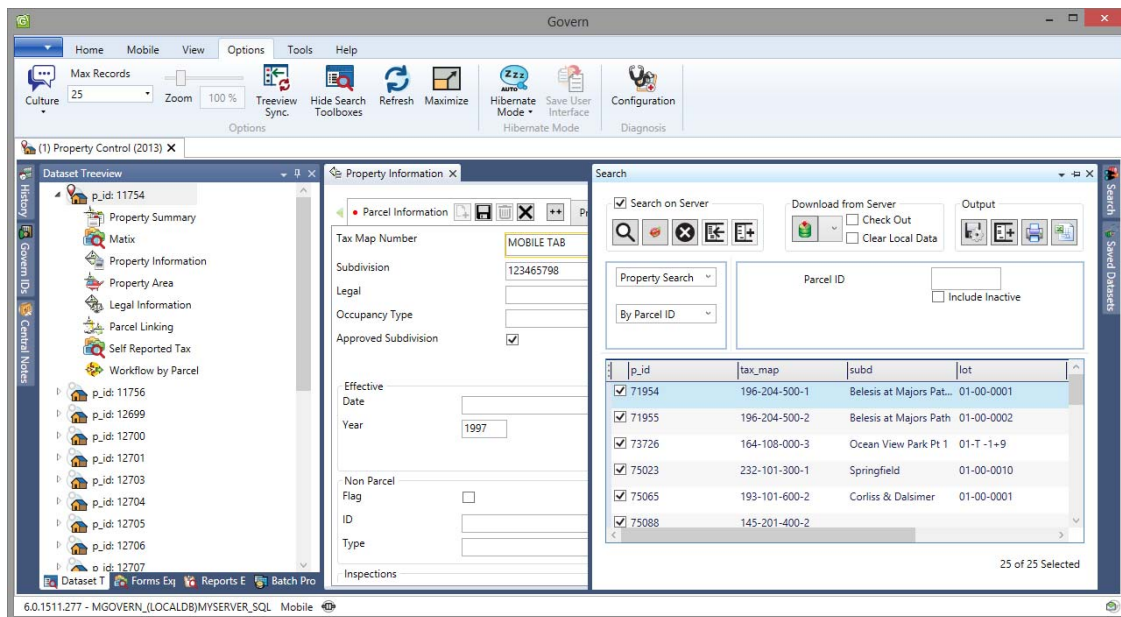 Govern
Home Mobile View Options Tools Help
Culture
Max Records
25
Zoom 100 %
Treeview Sync.
Hide Search Toolboxes
Refresh
Maximize
Options
Zzz
AUTO
Hibernate Mode
Save User Interface
Hibernate Mode
Configuration
Diagnosis
(1) Property Control (2013)
History
Govern IDs
Central Notes
Dataset Treeview
p_id: 11754
Property Summary
Matix
Property Information
Property Area
Legal Information
Parcel Linking
Self Reported Tax
Workflow by Parcel
p_id: 11756
p_id: 12699
p_id: 12700
p_id: 12701
p_id: 12703
p_id: 12704
p_id: 12705
p_id: 12706
p_id: 12707
Dataset T Forms Exp Reports E Batch Pro
Property Information
Parcel Information ++ Pr
Tax Map Number MOBILE TAB
Subdivision 123465798
Legal
Occupancy Type
Approved Subdivision
Effective
Date
Year 1997
Non Parcel
Flag
ID
Type
Inspections
Search
Search on Server
Download from Server
Check Out
Clear Local Data
Output
Property Search
By Parcel ID
Parcel ID
Include Inactive
p_id tax_map subd lot
71954 196-204-500-1 Belesis at Majors Pat... 01-00-0001
71955 196-204-500-2 Belesis at Majors Path 01-00-0002
73726 164-108-000-3 Ocean View Park Pt 1 01-T -1+9
75023 232-101-300-1 Springfield 01-00-0010
75065 193-101-600-2 Corliss & Dalsimer 01-00-0001
75088 145-201-400-2
25 of 25 Selected
Search
Saved Datasets
6.0.1511.277 - MGOVERN_(LOCALDB)MYSERVER_SQL Mobile